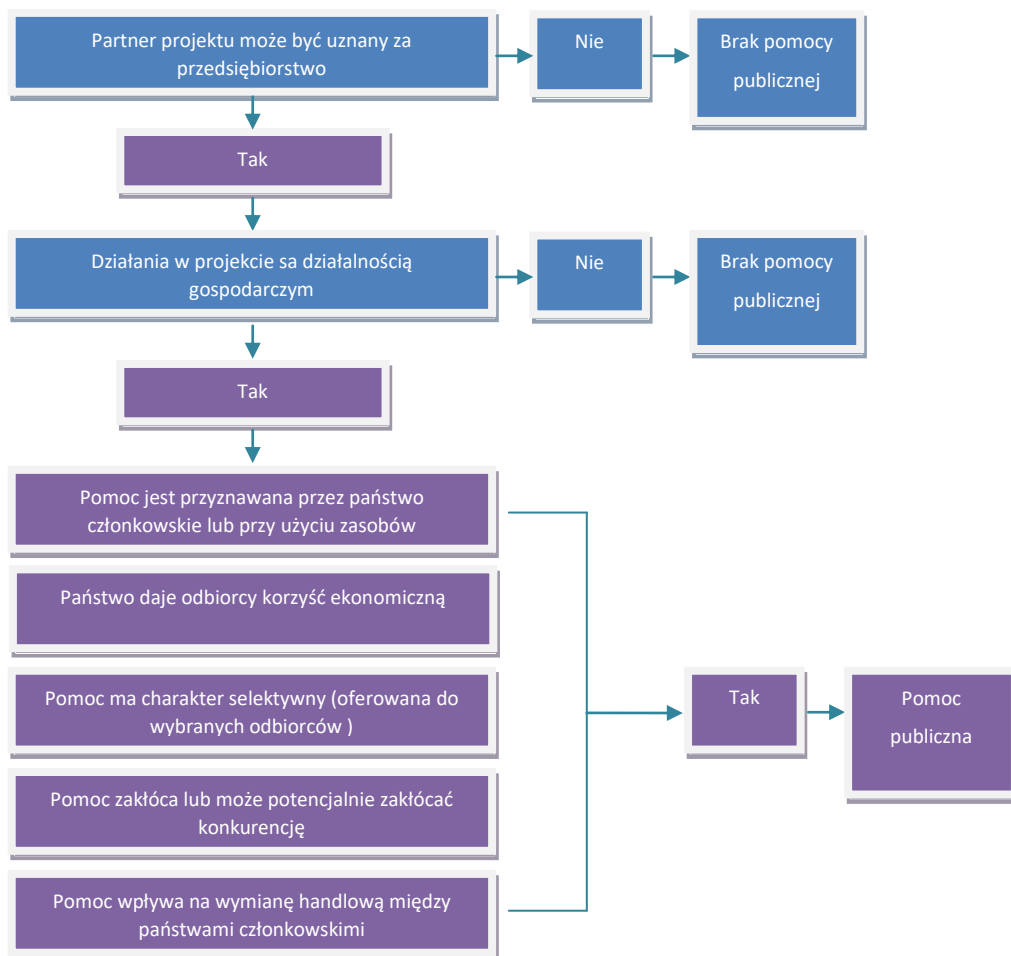 Partner projektu może być uznany za
przedsiębiorstwo
Nie
Brak pomocy
publicznej
Tak
Działania w projekcie sa działalnością
gospodarczym
Nie
Brak pomocy
publicznej
Tak
Pomoc jest przyznawana przez państwo
członkowskie lub przy użyciu zasobów
Państwo daje odbiorcy korzyść ekonomiczną
Pomoc ma charakter selektywny (oferowana do
wybranych odbiorców )
Tak
Pomoc
publiczna
Pomoc zakłóca lub może potencjalnie zakłócać
konkurencję
Pomoc wpływa na wymianę handlową między
państwami członkowskimi